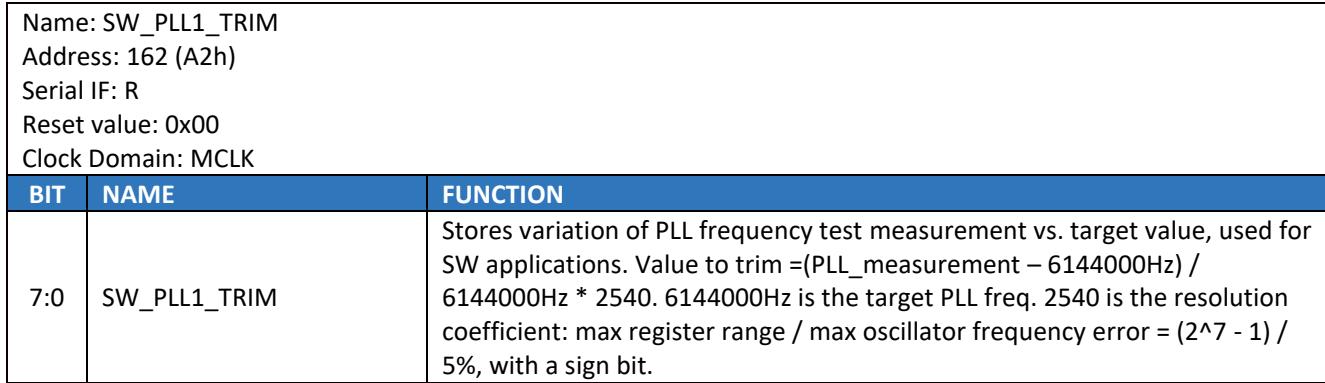 Name: SW_PLL1_TRIM
Address: 162 (A2h)
Serial IF: R
Reset value: 0x00
Clock Domain: MCLK
BIT NAME FUNCTION
Stores variation of PLL frequency test measurement vs. target value, used for
SW applications. Value to trim =(PLL_measurement – 6144000Hz) /
7:0 SW_PLL1_TRIM 6144000Hz * 2540. 6144000Hz is the target PLL freq. 2540 is the resolution
coefficient: max register range / max oscillator frequency error = (2^7 - 1) /
5%, with a sign bit.